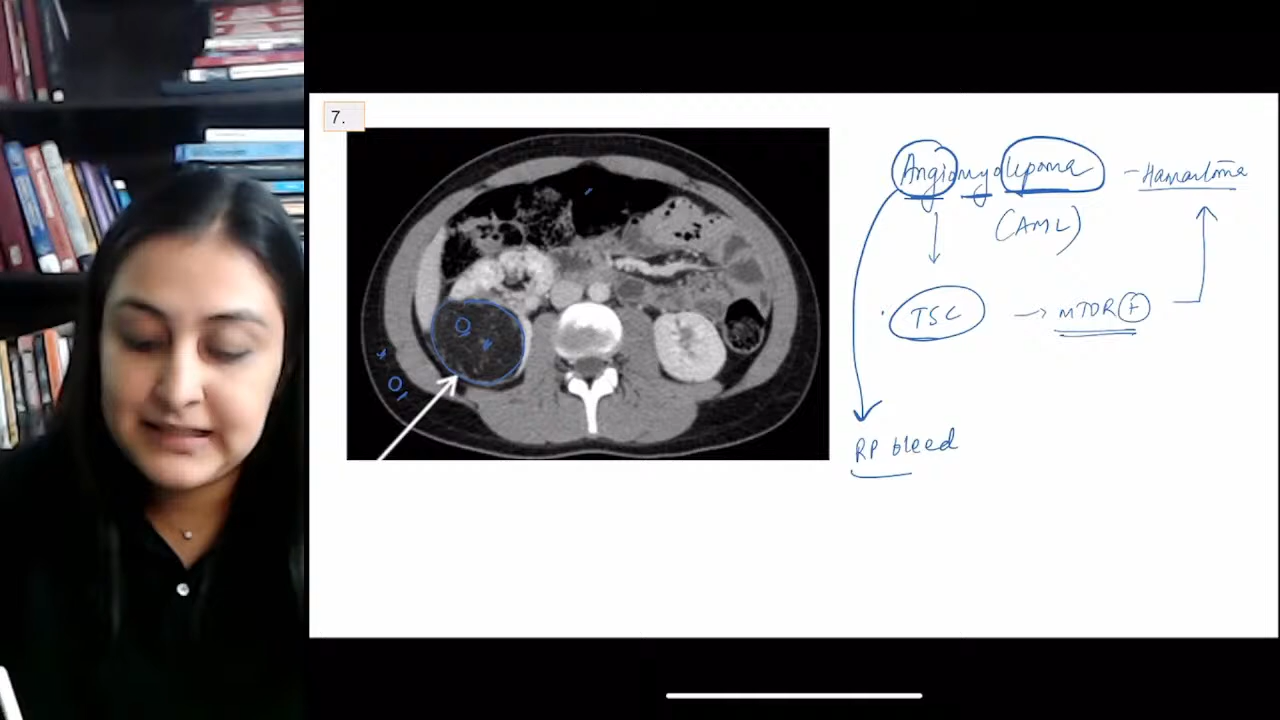 7.
Angiomyolipoma - Hamartoma
(AML)
TSC → MTOR
RP bleed